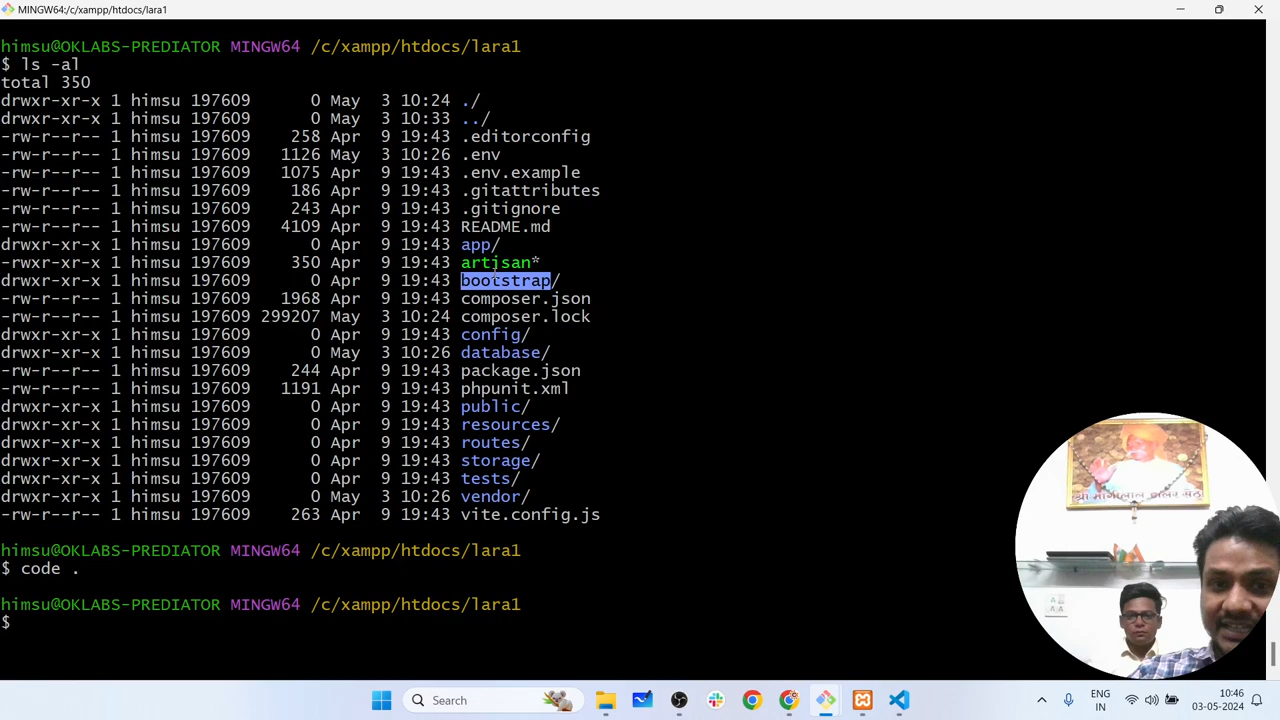 MINGW64:/c/xampp/htdocs/lara1
himsu@OKLABS-PREDIATOR MINGW64 /c/xampp/htdocs/lara1
$ ls -al
total 350
drwxr-xr-x 1 himsu 197609      0 May  3 10:24 ./
drwxr-xr-x 1 himsu 197609      0 May  3 10:33 ../
-rw-r--r-- 1 himsu 197609    258 Apr  9 19:43 .editorconfig
-rw-r--r-- 1 himsu 197609   1126 May  3 10:26 .env
-rw-r--r-- 1 himsu 197609   1075 Apr  9 19:43 .env.example
-rw-r--r-- 1 himsu 197609    186 Apr  9 19:43 .gitattributes
-rw-r--r-- 1 himsu 197609    243 Apr  9 19:43 .gitignore
-rw-r--r-- 1 himsu 197609   4109 Apr  9 19:43 README.md
drwxr-xr-x 1 himsu 197609      0 Apr  9 19:43 app/
-rw-r--r-- 1 himsu 197609    350 Apr  9 19:43 artisan*
drwxr-xr-x 1 himsu 197609      0 Apr  9 19:43 bootstrap/
-rw-r--r-- 1 himsu 197609   1968 Apr  9 19:43 composer.json
-rw-r--r-- 1 himsu 197609 299207 May  3 10:24 composer.lock
drwxr-xr-x 1 himsu 197609      0 Apr  9 19:43 config/
drwxr-xr-x 1 himsu 197609      0 May  3 10:26 database/
-rw-r--r-- 1 himsu 197609    244 Apr  9 19:43 package.json
-rw-r--r-- 1 himsu 197609   1191 Apr  9 19:43 phpunit.xml
drwxr-xr-x 1 himsu 197609      0 Apr  9 19:43 public/
drwxr-xr-x 1 himsu 197609      0 Apr  9 19:43 resources/
drwxr-xr-x 1 himsu 197609      0 Apr  9 19:43 routes/
drwxr-xr-x 1 himsu 197609      0 Apr  9 19:43 storage/
drwxr-xr-x 1 himsu 197609      0 Apr  9 19:43 tests/
drwxr-xr-x 1 himsu 197609      0 May  3 10:26 vendor/
-rw-r--r-- 1 himsu 197609    263 Apr  9 19:43 vite.config.js
himsu@OKLABS-PREDIATOR MINGW64 /c/xampp/htdocs/lara1
$ code .
himsu@OKLABS-PREDIATOR MINGW64 /c/xampp/htdocs/lara1
$
श्री मांगीलाल
Search
ENG
IN
10:46
03-05-2024